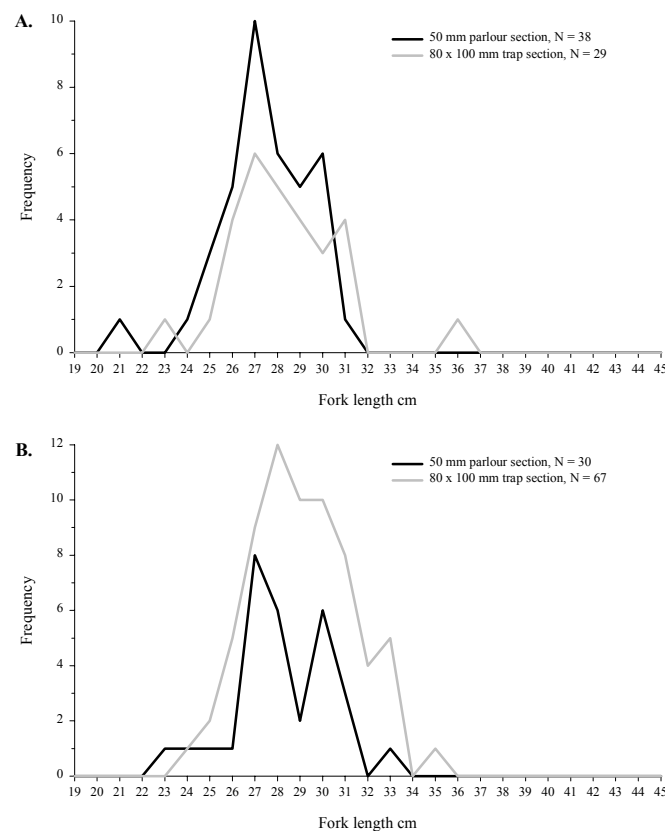 A.
10
8
6
4
2
0
Frequency
50 mm parlour section, N = 38
80 x 100 mm trap section, N = 29
19 20 21 22 23 24 25 26 27 28 29 30 31 32 33 34 35 36 37 38 39 40 41 42 43 44 45
Fork length cm
B.
12
10
8
6
4
2
0
Frequency
50 mm parlour section, N = 30
80 x 100 mm trap section, N = 67
19 20 21 22 23 24 25 26 27 28 29 30 31 32 33 34 35 36 37 38 39 40 41 42 43 44 45
Fork length cm